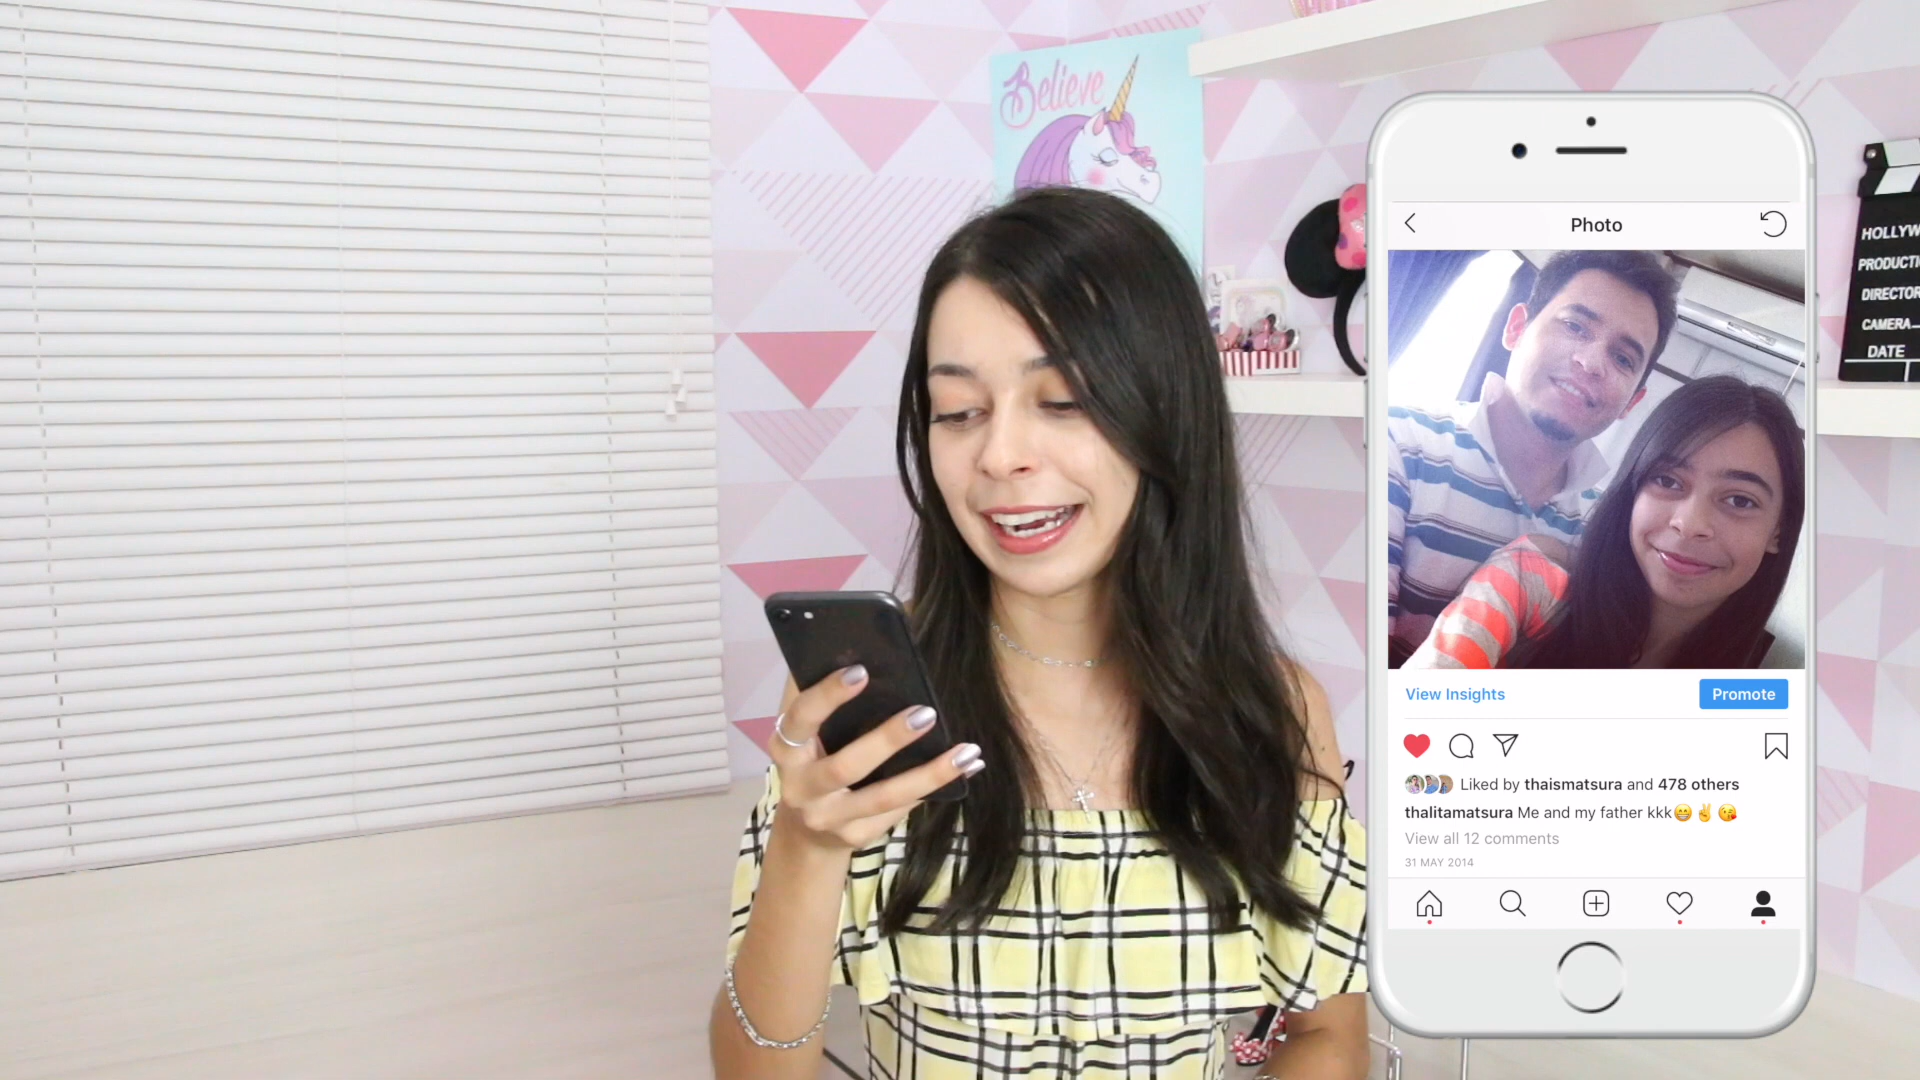 Believe
HOLLYW
PRODUCTI
DIRECTOR
CAMERA
DATE
Photo
View Insights
Promote
Liked by thaismatsura and 478 others
thalitamatsura Me and my father kkk😁✌️😘
View all 12 comments
31 MAY 2014